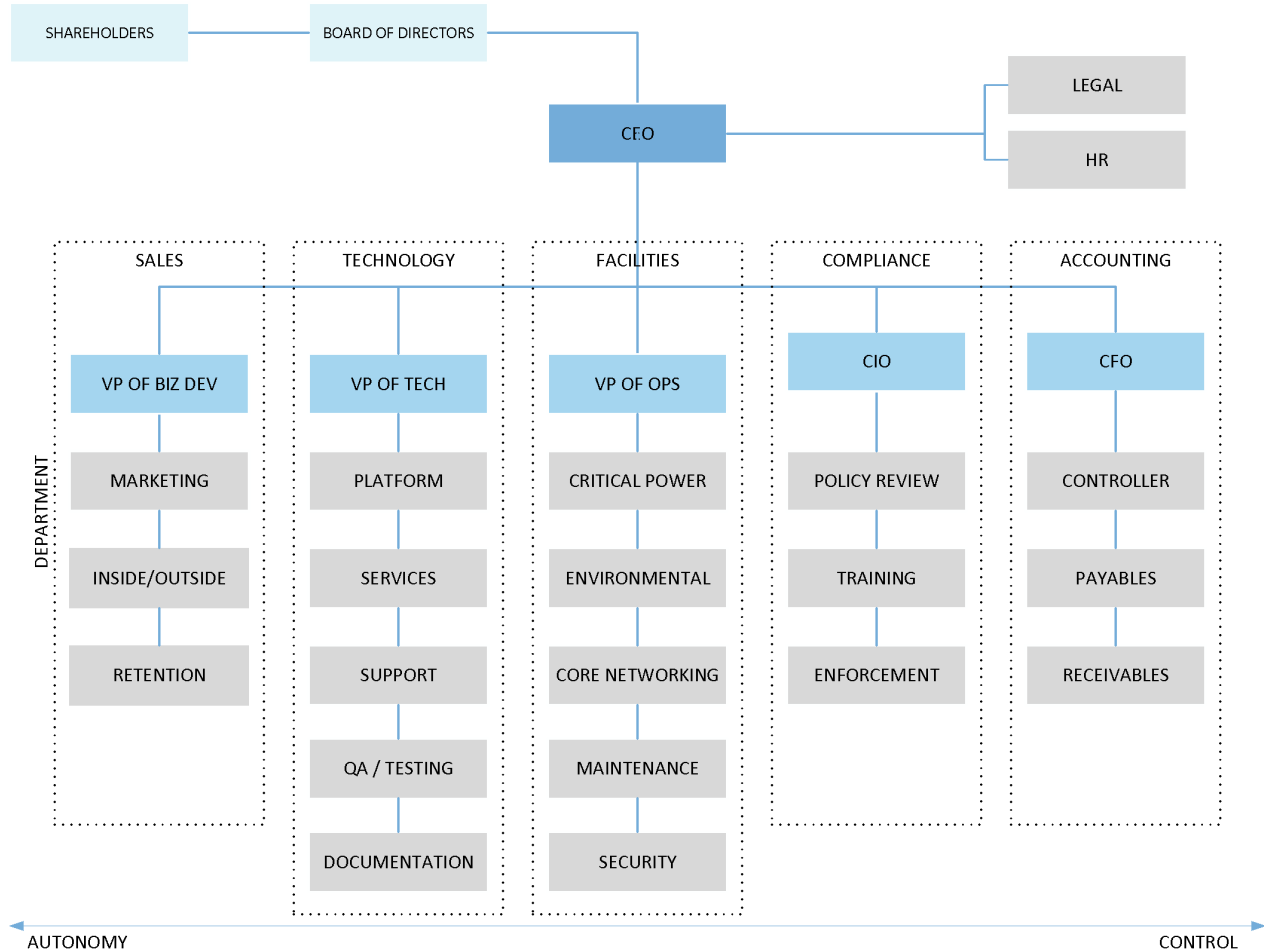 SHAREHOLDERS
BOARD OF DIRECTORS
LEGAL
CEO
HR
SALES
TECHNOLOGY
FACILITIES
COMPLIANCE
ACCOUNTING
VP OF BIZ DEV
VP OF TECH
VP OF OPS
CIO
CFO
DEPARTMENT
MARKETING
PLATFORM
CRITICAL POWER
POLICY REVIEW
CONTROLLER
INSIDE/OUTSIDE
SERVICES
ENVIRONMENTAL
TRAINING
PAYABLES
RETENTION
SUPPORT
CORE NETWORKING
ENFORCEMENT
RECEIVABLES
QA / TESTING
MAINTENANCE
DOCUMENTATION
SECURITY
AUTONOMY
CONTROL